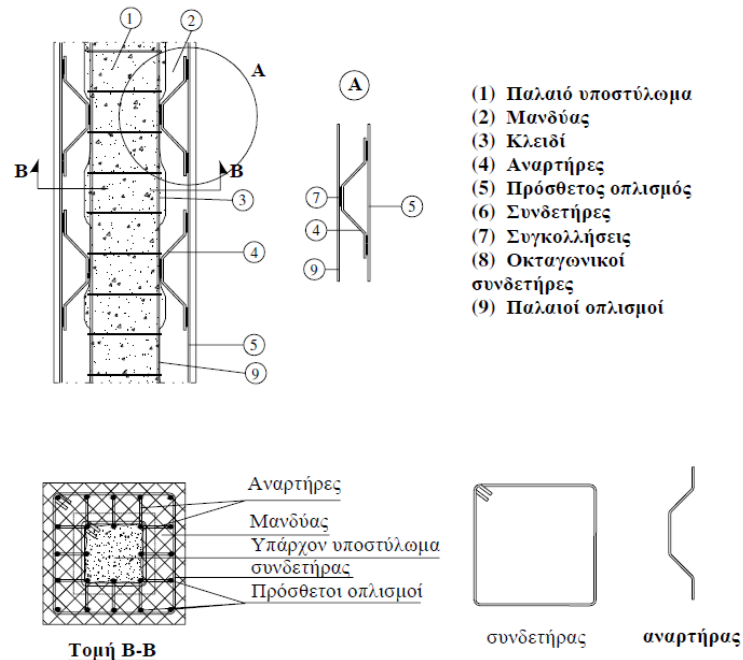 1
2
A
A
(1) Παλαιό υποστύλωμα
(2) Μανδύας
(3) Κλειδί
(4) Αναρτήρες
(5) Πρόσθετος οπλισμός
(6) Συνδετήρες
(7) Συγκολλήσεις
(8) Οκταγωνικοί
συνδετήρες
(9) Παλαιοί οπλισμοί
B
B
3
7
5
4
4
9
5
9
Αναρτήρες
Μανδύας
Υπάρχον υποστύλωμα
συνδετήρας
Πρόσθετοι οπλισμοί
Τομή B-B
συνδετήρας
αναρτήρας